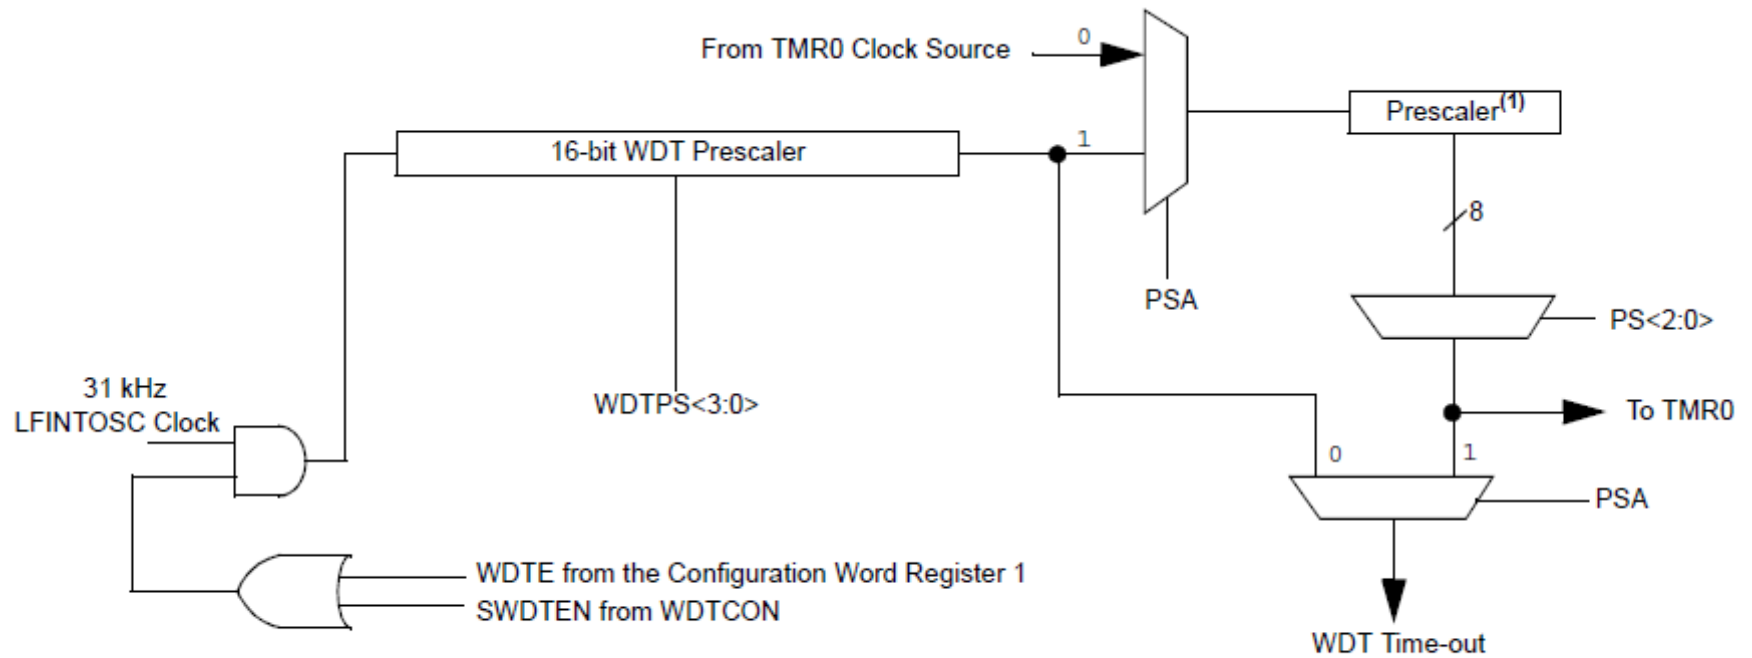 0
From TMR0 Clock Source
Prescaler(1)
1
16-bit WDT Prescaler
8
PSA
PS<2:0>
31 kHz
LFINTOSC Clock
WDTPS<3:0>
To TMR0
0
1
PSA
WDTE from the Configuration Word Register 1
SWDTEN from WDTCON
WDT Time-out